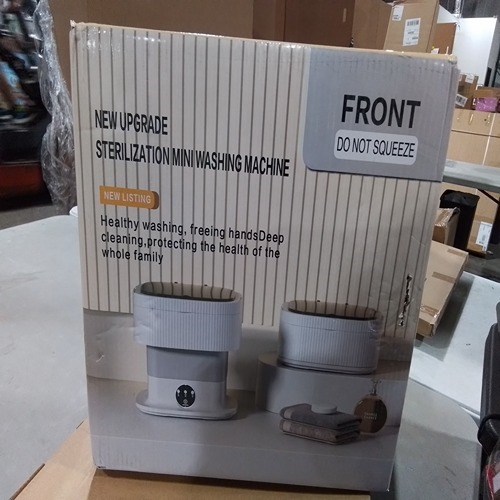 FRONT
DO NOT SQUEEZE
NEW UPGRADE
STERILIZATION MINI WASHING MACHINE
NEW LISTING
Healthy washing, freeing handsDeep
cleaning,protecting the health of the
whole family